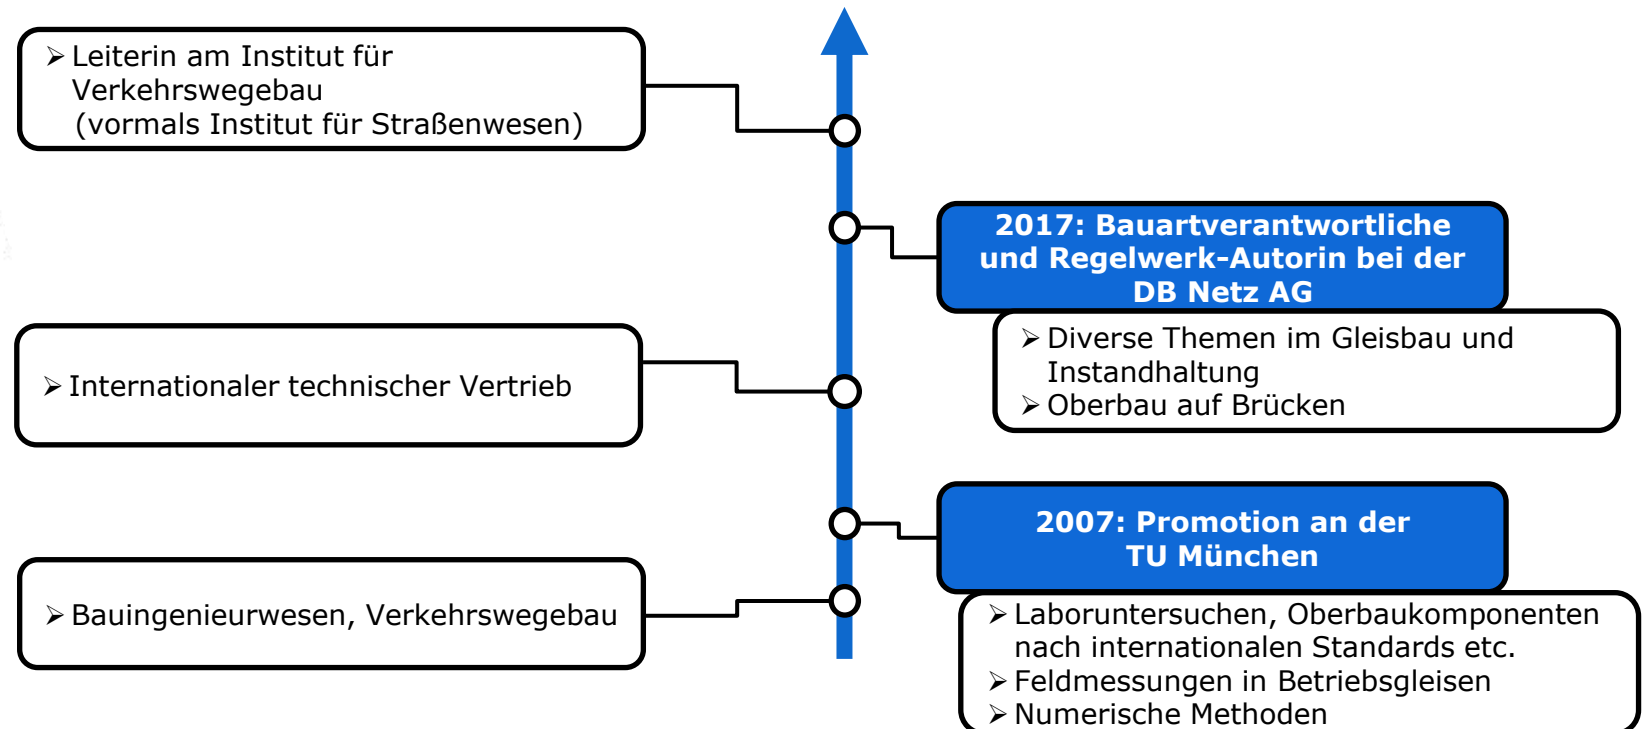 ➢ Leiterin am Institut für
Verkehrswegebau
(vormals Institut für Straßenwesen)
2017: Bauartverantwortliche
und Regelwerk-Autorin bei der
DB Netz AG
➢ Diverse Themen im Gleisbau und
Instandhaltung
➢ Oberbau auf Brücken
➢ Internationaler technischer Vertrieb
2007: Promotion an der
TU München
➢ Laboruntersuchen, Oberbaukomponenten
nach internationalen Standards etc.
➢ Feldmessungen in Betriebsgleisen
➢ Numerische Methoden
➢ Bauingenieurwesen, Verkehrswegebau